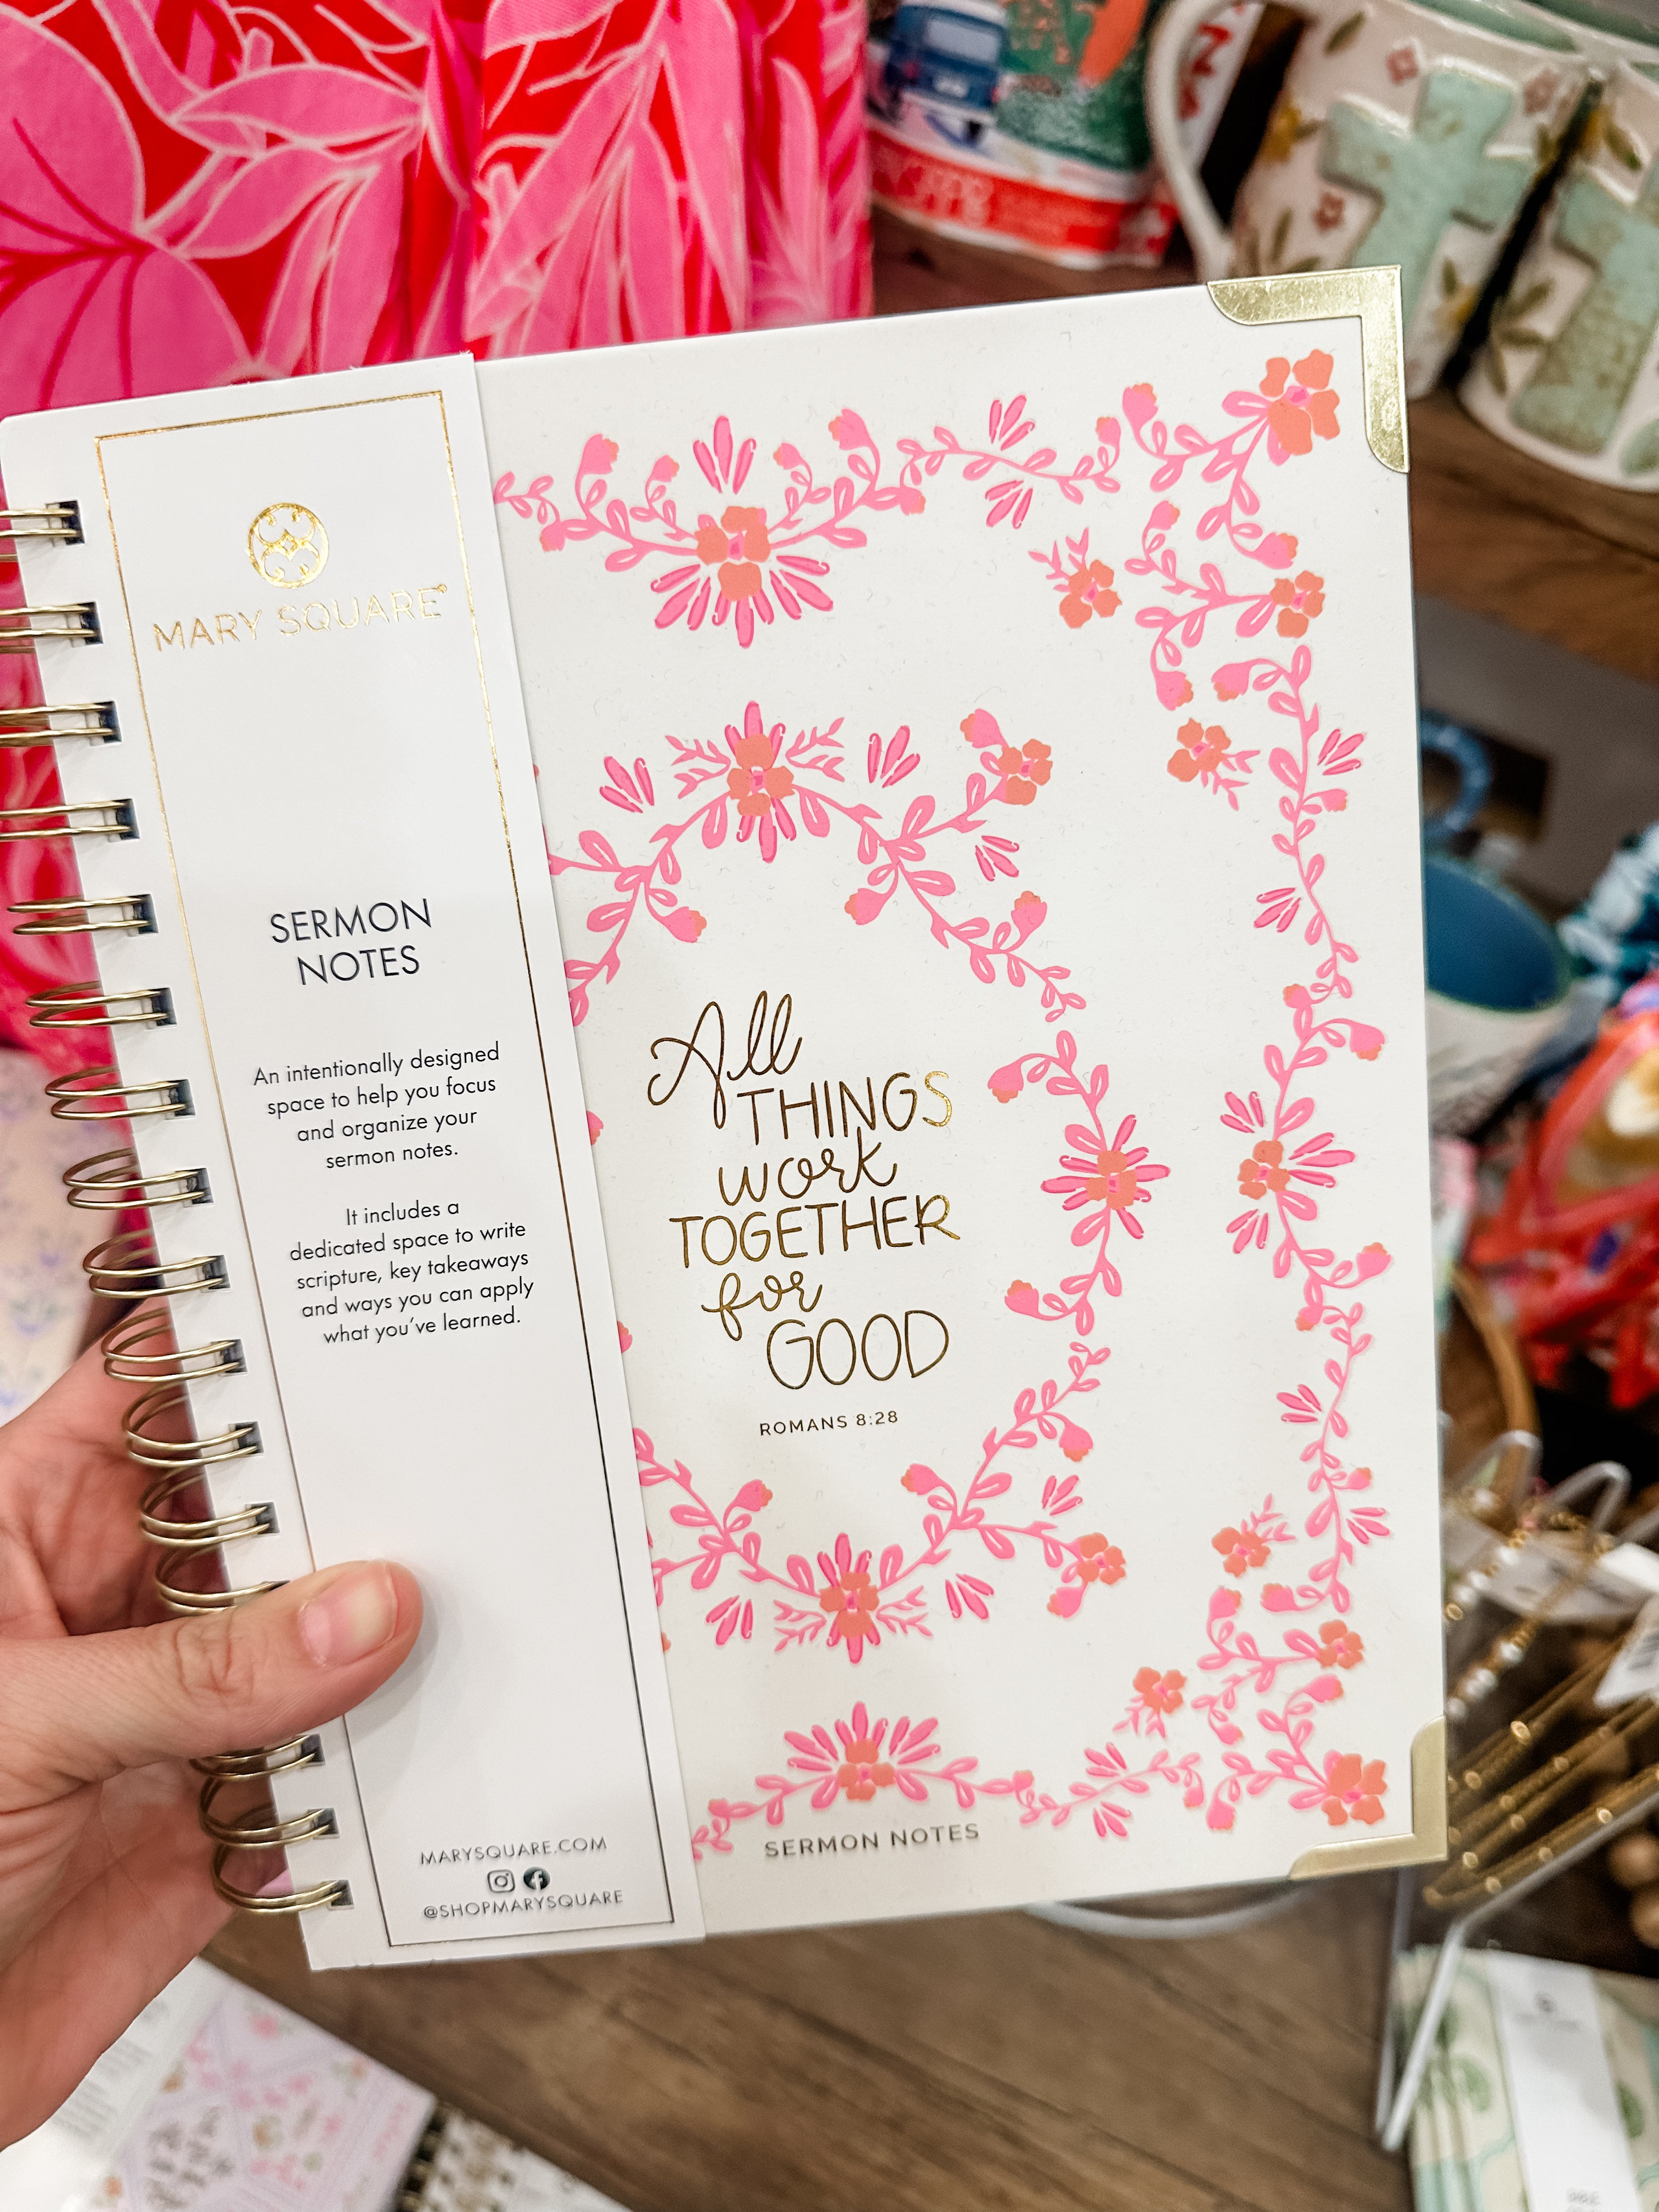 MARY SQUARE
SERMON
NOTES
An intentionally designed
space to help you focus
and organize your
sermon notes.
It includes a
dedicated space to write
scripture, key takeaways
and ways you can apply
what you've learned.
MARYSQUARE.COM
@SHOPMARYSQUARE
All
THINGS
work
TOGETHER
for
GOOD
ROMANS 8:28
SERMON NOTES